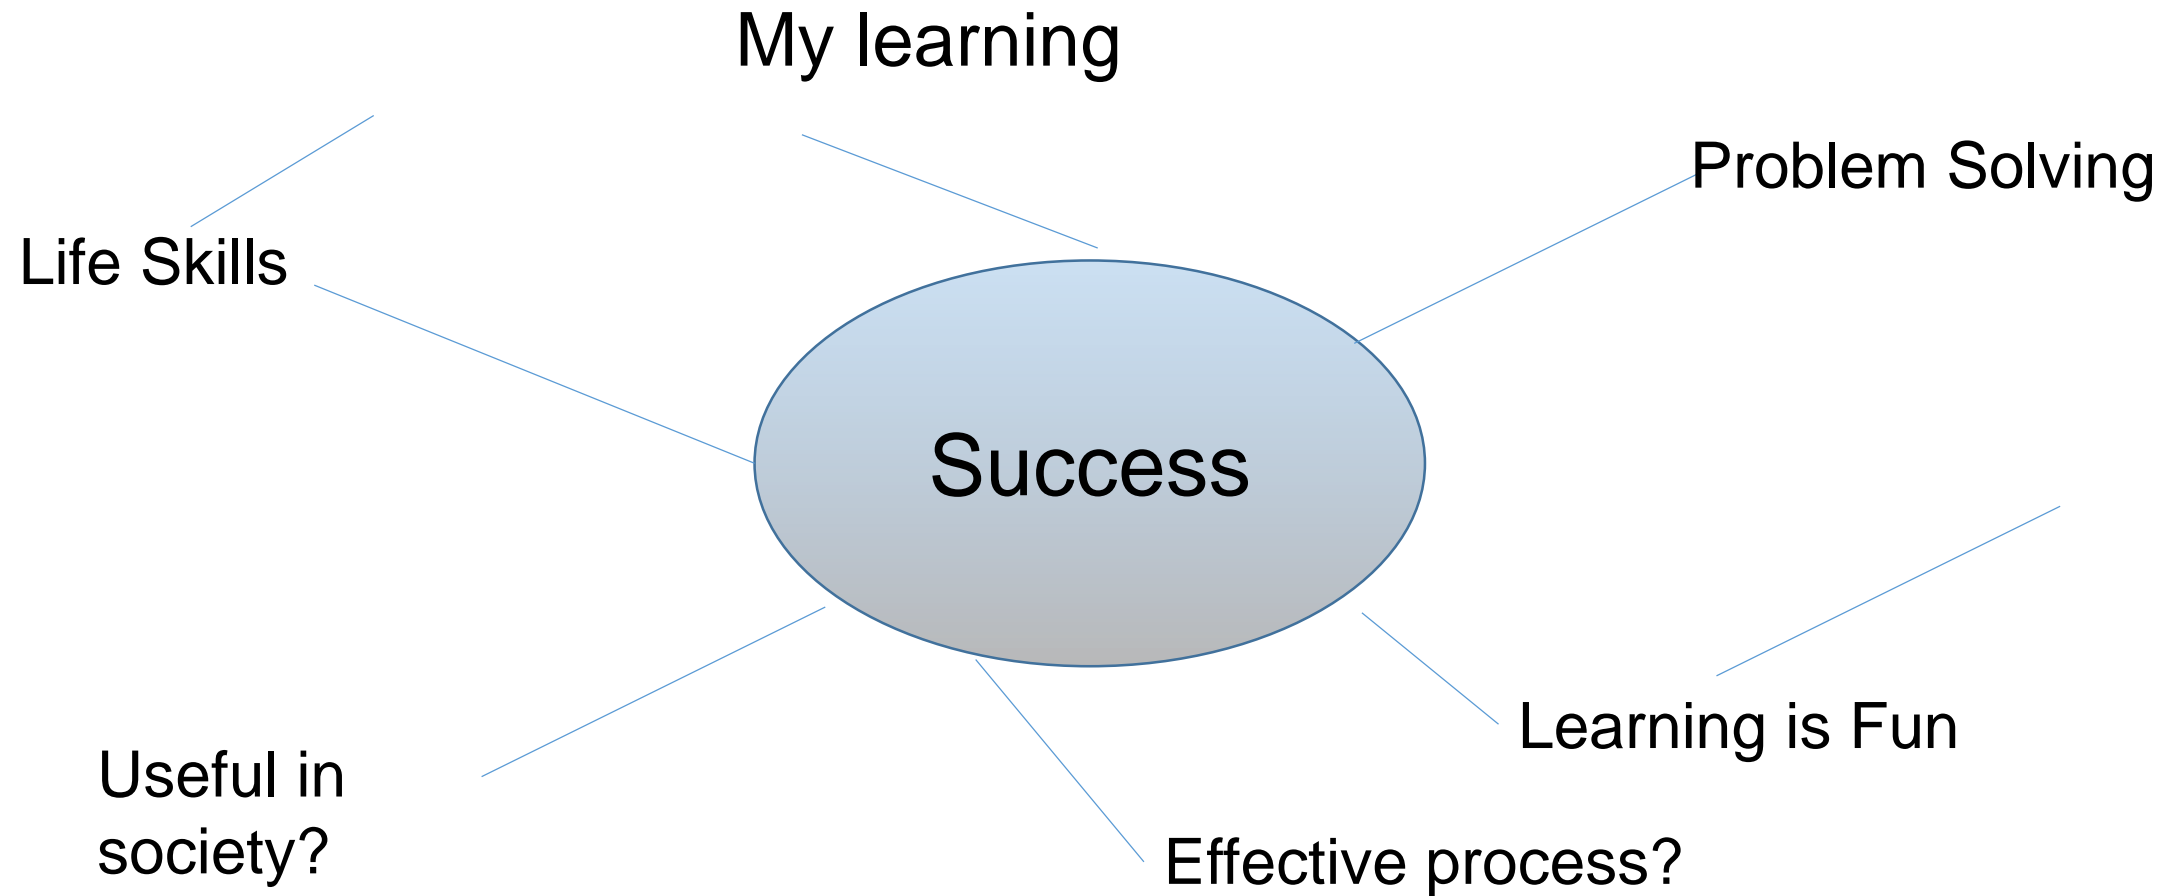 My learning
Problem Solving
Life Skills
Success
Learning is Fun
Useful in
society?
Effective process?